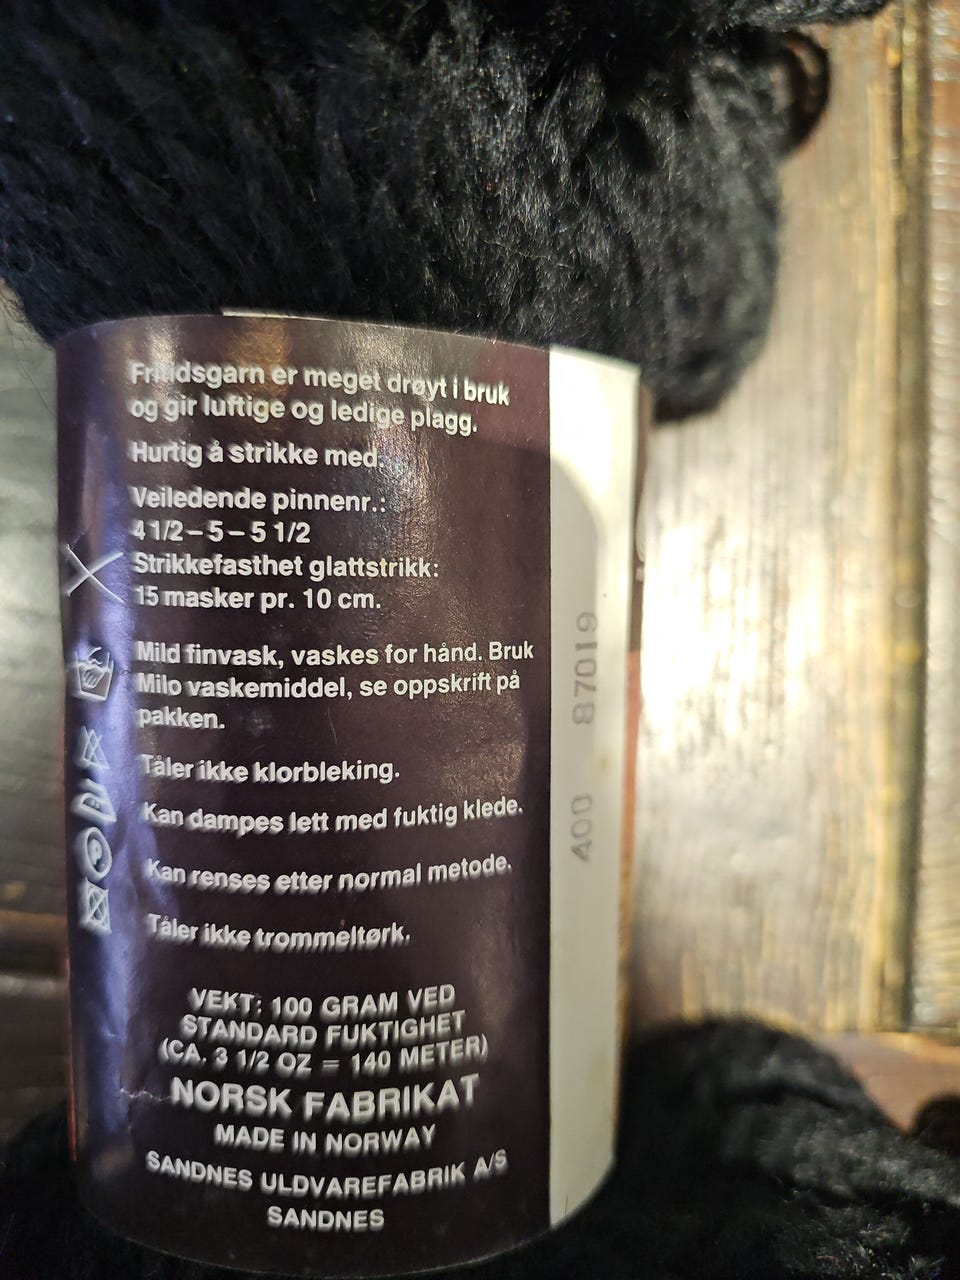 Fritidsgarn er meget drøyt i bruk
og gir luftige og ledige plagg.
Hurtig å strikke med.
Veiledende pinnenr.:
4 1/2 – 5 – 5 1/2
Strikkefasthet glattstrikk:
15 masker pr. 10 cm.
Mild finvask, vaskes for hånd. Bruk
Milo vaskemiddel, se oppskrift på
pakken.
Tåler ikke klorbleking.
Kan dampes lett med fuktig klede.
P
Kan renses etter normal metode.
Tåler ikke trommeltørk.
VEKT: 100 GRAM VED
STANDARD FUKTIGHET
(CA. 3 1/2 OZ = 140 METER)
NORSK FABRIKAT
MADE IN NORWAY
SANDNES ULDVAREFABRIK A/S
SANDNES
400 87019